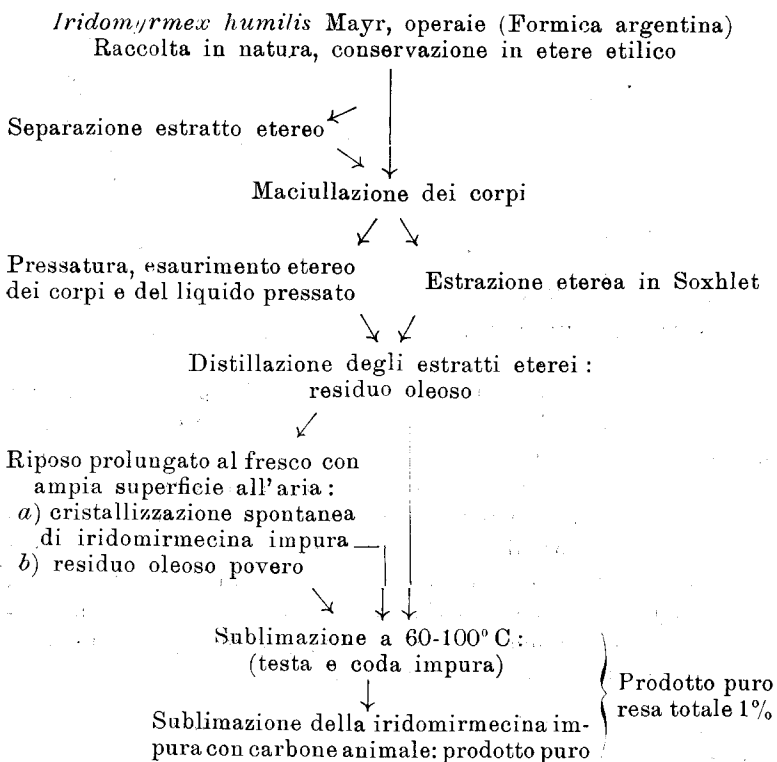 Iridomyrmex humilis Mayr, operaie (Formica argentina)
Raccolta in natura, conservazione in etere etilico
Separazione estratto etereo
Maciullazione dei corpi
Pressatura, esaurimento etereo
dei corpi e del liquido pressato
Estrazione eterea in Soxhlet
Distillazione degli estratti eterei :
residuo oleoso
Riposo prolungato al fresco con
ampia superficie all'aria :
a) cristallizzazione spontanea
di iridomirmecina impura
b) residuo oleoso povero
Sublimazione a 60-100° C :
(testa e coda impura)
Sublimazione della iridomirmecina im-
pura con carbone animale: prodotto puro
Prodotto puro
resa totale 1%